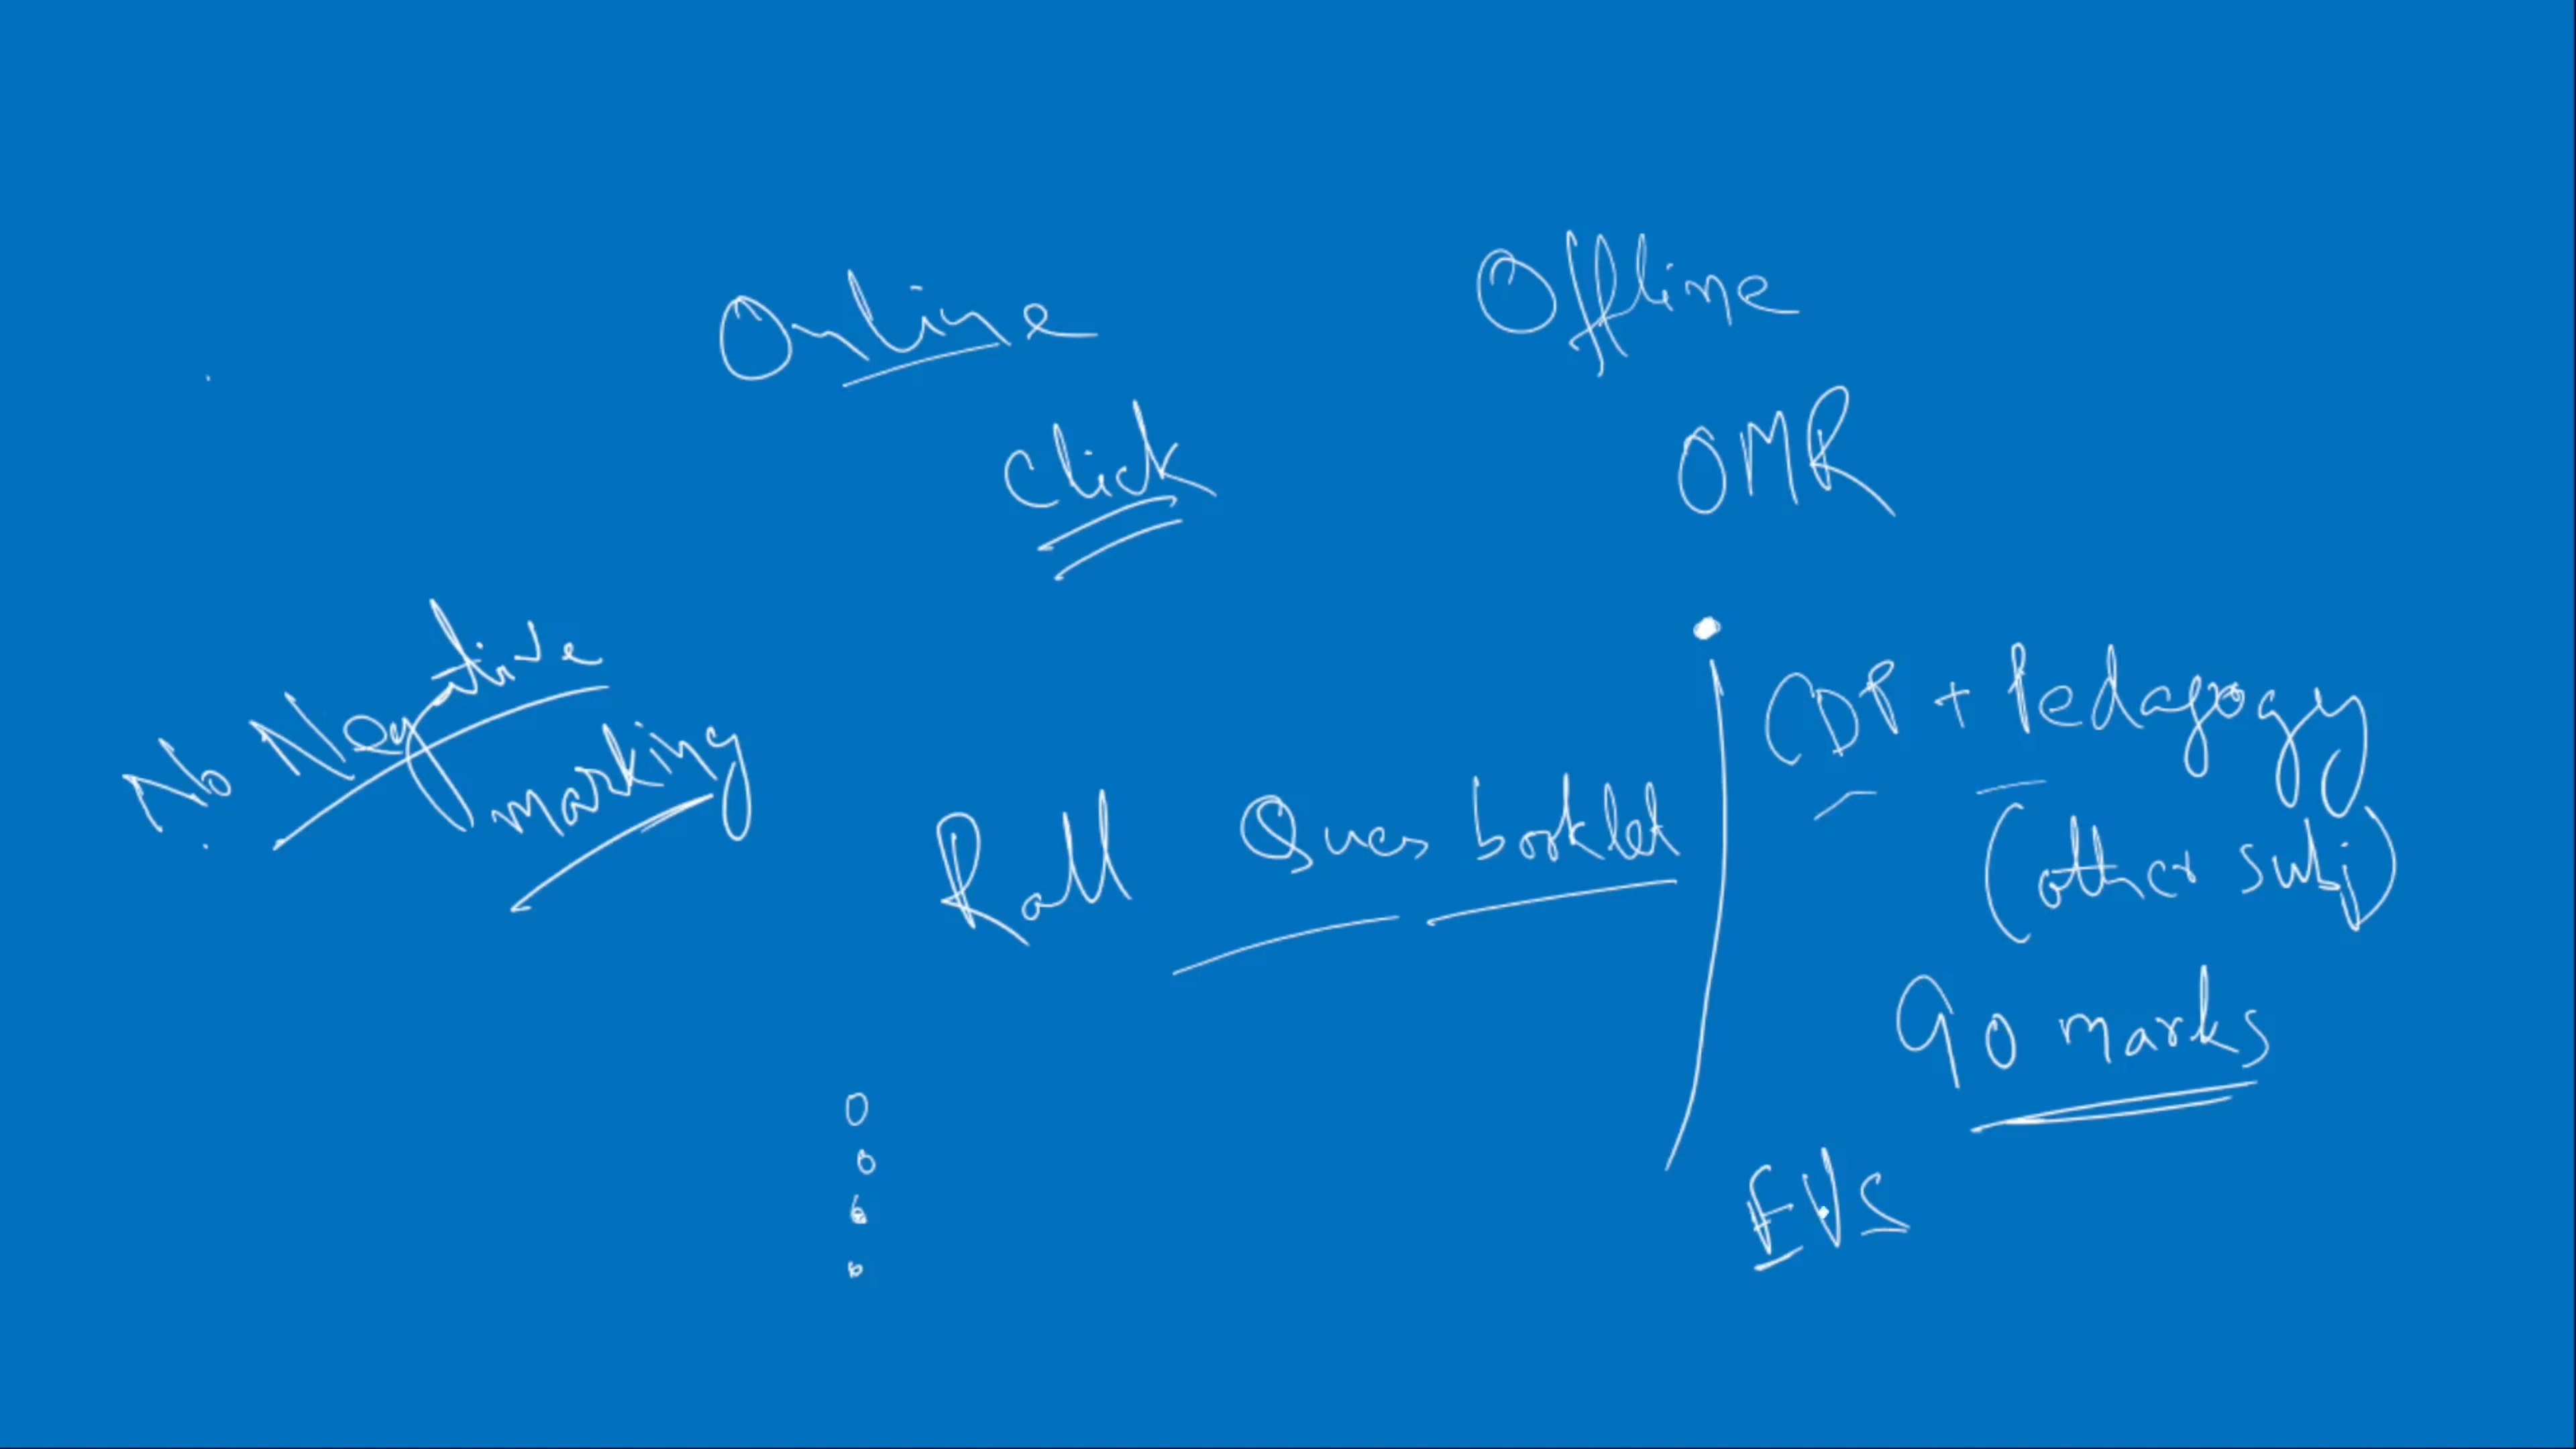 Online Offline
Click OMR
No Negative
marking
Roll Ques booklet
CDP + Pedagogy
(other subj)
90 marks
EVS